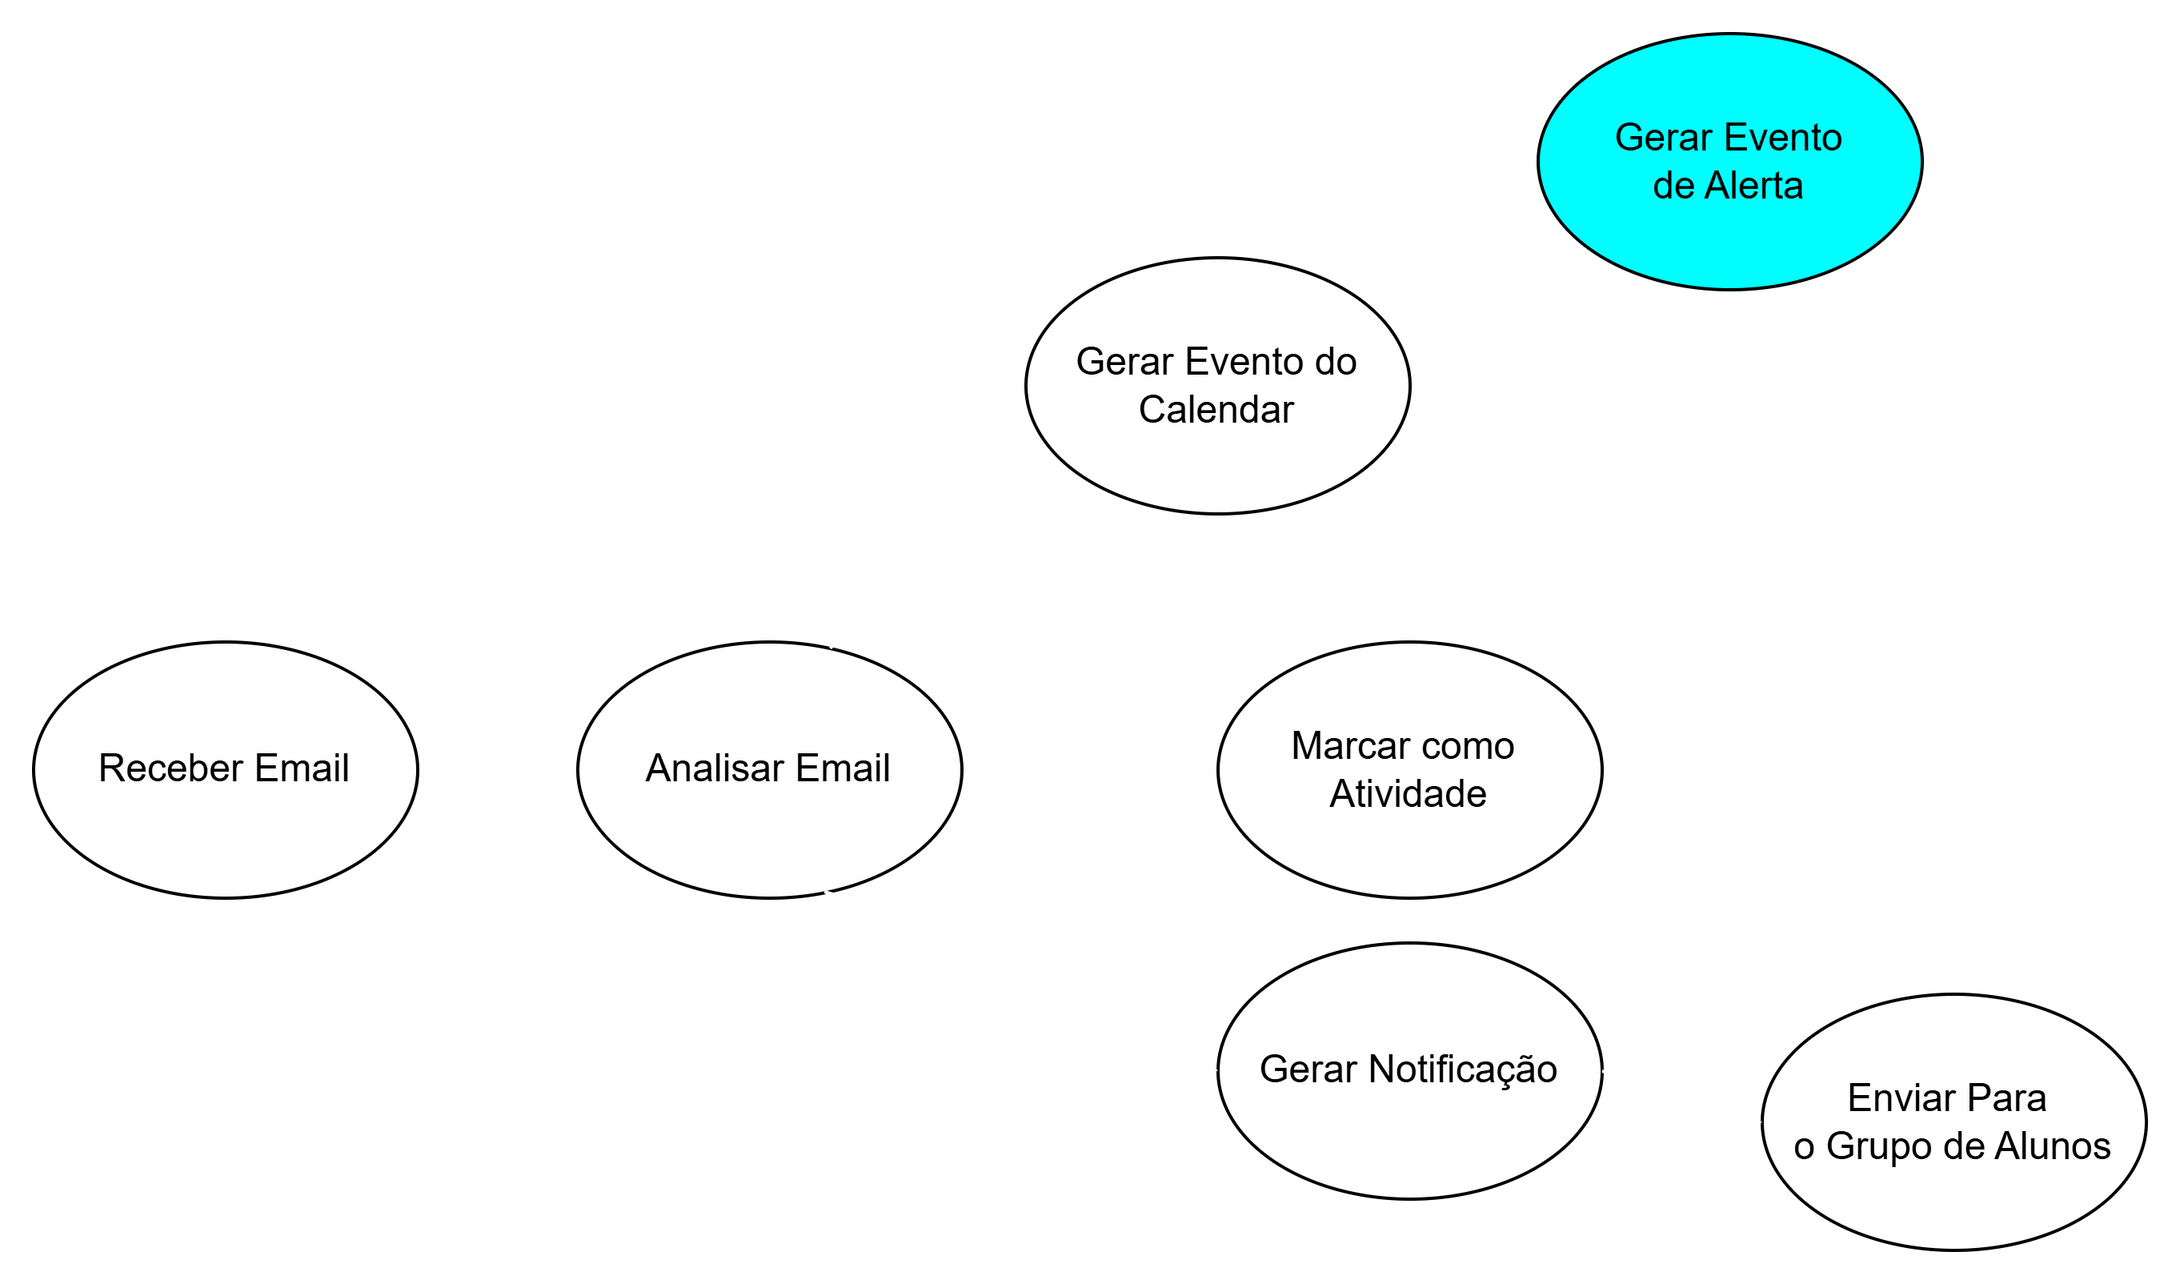 Gerar Evento
de Alerta
Gerar Evento do
Calendar
Receber Email
Analisar Email
Marcar como
Atividade
Gerar Notificação
Enviar Para
o Grupo de Alunos